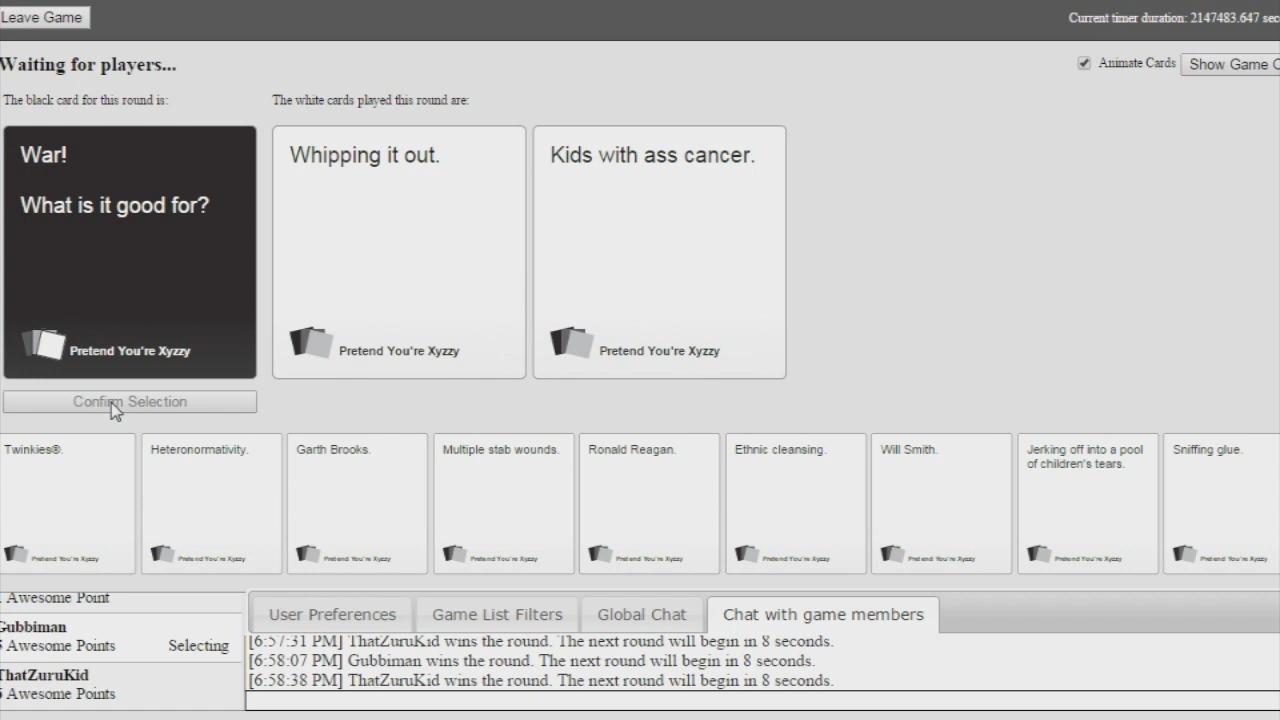 Leave Game
Current timer duration: 2147483.647 sec
Waiting for players...
Animate Cards
Show Game
The black card for this round is:
The white cards played this round are:
War!
What is it good for?
Pretend You're Xyzzy
Whipping it out.
Pretend You're Xyzzy
Kids with ass cancer.
Pretend You're Xyzzy
Confirm Selection
Twinkies®.
Pretend You're Xyzzy
Heteronormativity.
Pretend You're Xyzzy
Garth Brooks.
Pretend You're Xyzzy
Multiple stab wounds.
Pretend You're Xyzzy
Ronald Reagan.
Pretend You're Xyzzy
Ethnic cleansing.
Pretend You're Xyzzy
Will Smith.
Pretend You're Xyzzy
Jerking off into a pool
of children's tears.
Pretend You're Xyzzy
Sniffing glue.
Pretend You're Xyzzy
Awesome Point
Gubbiman
Awesome Points Selecting
ThatZuruKid
Awesome Points
User Preferences
Game List Filters
Global Chat
Chat with game members
[6:57:31 PM] ThatZuruKid wins the round. The next round will begin in 8 seconds.
[6:58:07 PM] Gubbiman wins the round. The next round will begin in 8 seconds.
[6:58:38 PM] ThatZuruKid wins the round. The next round will begin in 8 seconds.